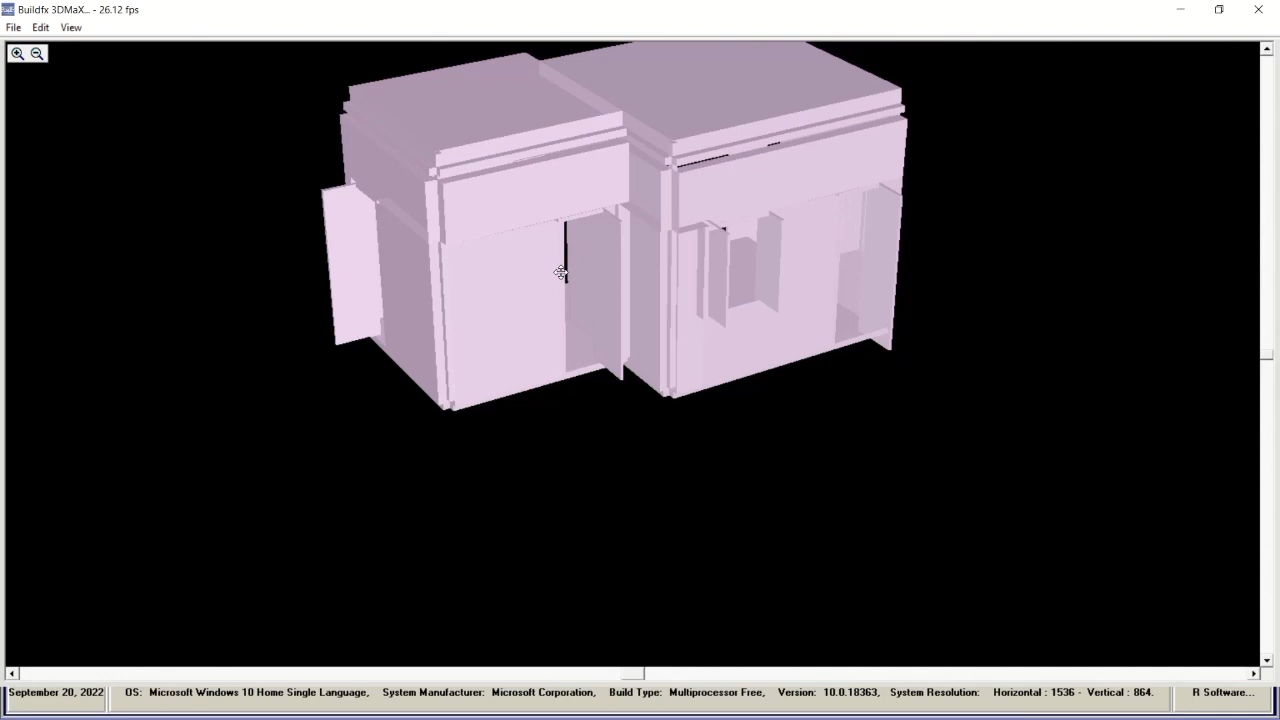 Buildfx 3DMaX... - 26.12 fps
File Edit View
September 20, 2022 OS: Microsoft Windows 10 Home Single Language, System Manufacturer: Microsoft Corporation, Build Type: Multiprocessor Free, Version: 10.0.18363, System Resolution: Horizontal : 1536 - Vertical : 864. R Software...